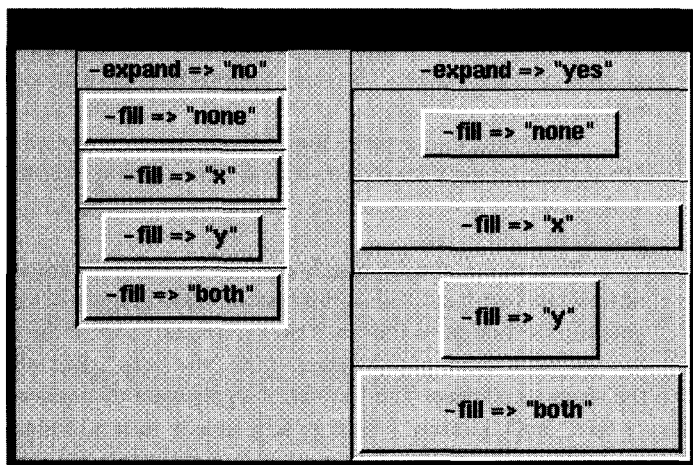 -expand => "no"
-fill => "none"
-fill => "x"
-fill => "y"
-fill => "both"
-expand => "yes"
-fill => "none"
-fill => "x"
-fill => "y"
-fill => "both"